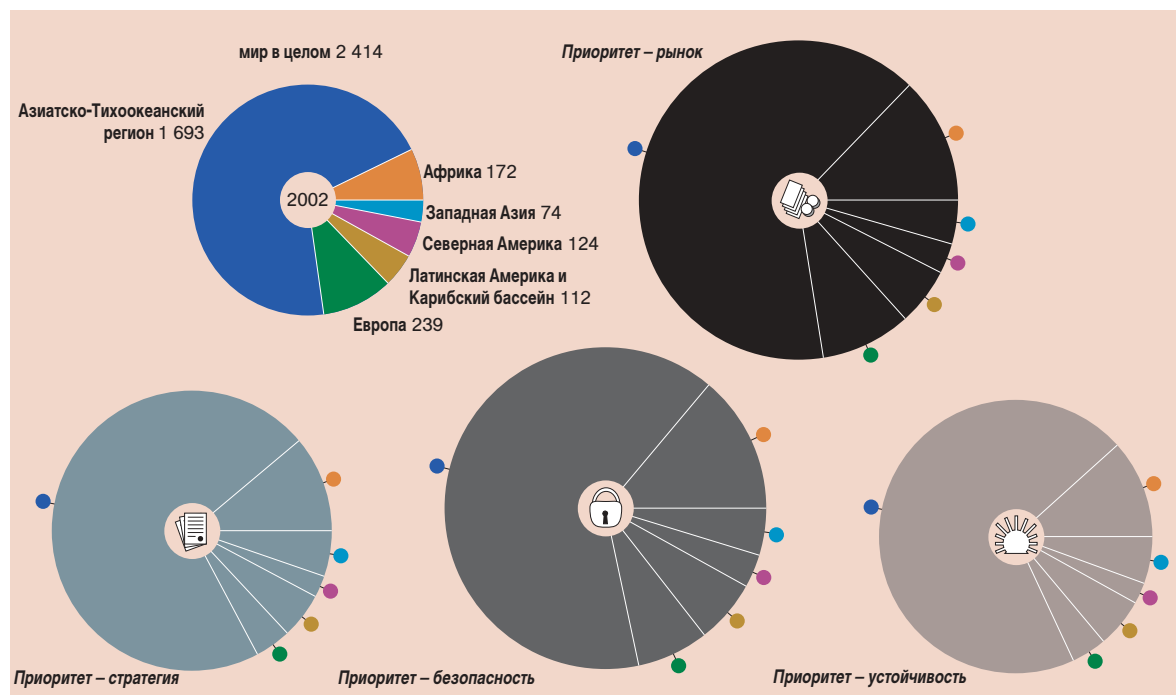 мир в целом 2 414
Приоритет – рынок
Азиатско-Тихоокеанский
регион 1 693
Африка 172
2002
Западная Азия 74
Северная Америка 124
Латинская Америка и
Карибский бассейн 112
Европа 239
Приоритет – стратегия
Приоритет – безопасность
Приоритет – устойчивость